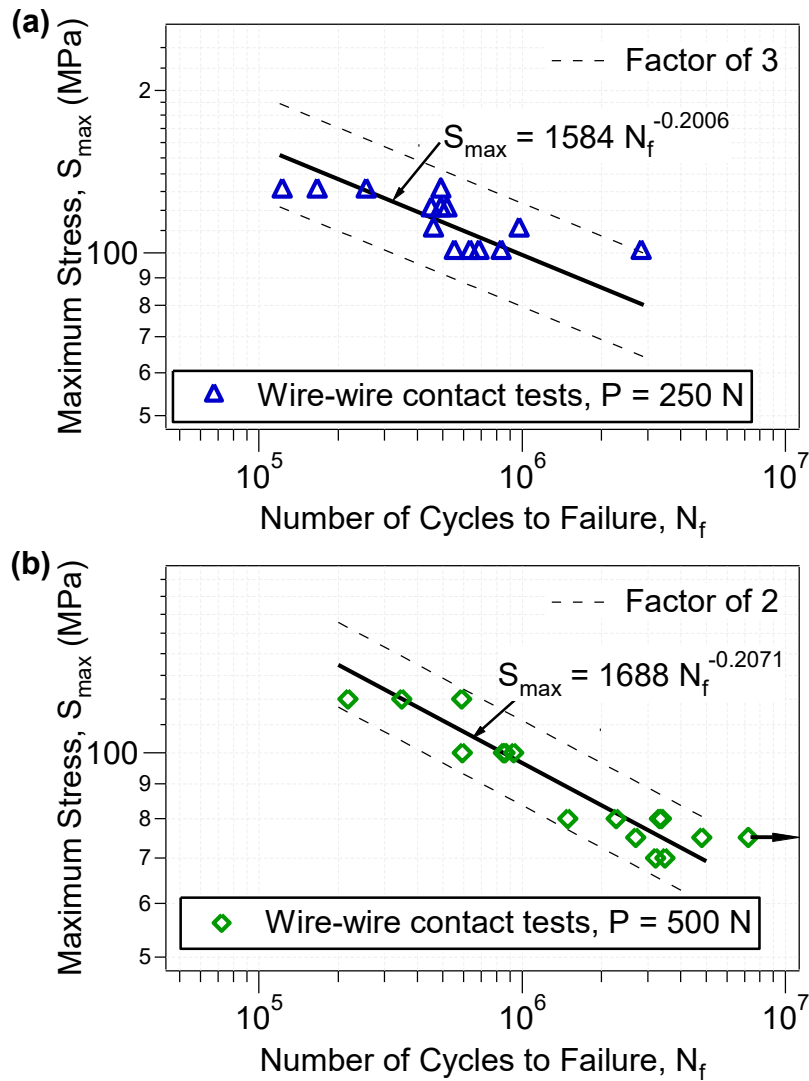 (a)
Maximum Stress, S_max (MPa)
2
100
9
8
7
6
5
Factor of 3
S_max = 1584 N_f^-0.2006
Wire-wire contact tests, P = 250 N
10^5
10^6
10^7
Number of Cycles to Failure, N_f
(b)
Maximum Stress, S_max (MPa)
100
9
8
7
6
5
Factor of 2
S_max = 1688 N_f^-0.2071
Wire-wire contact tests, P = 500 N
10^5
10^6
10^7
Number of Cycles to Failure, N_f